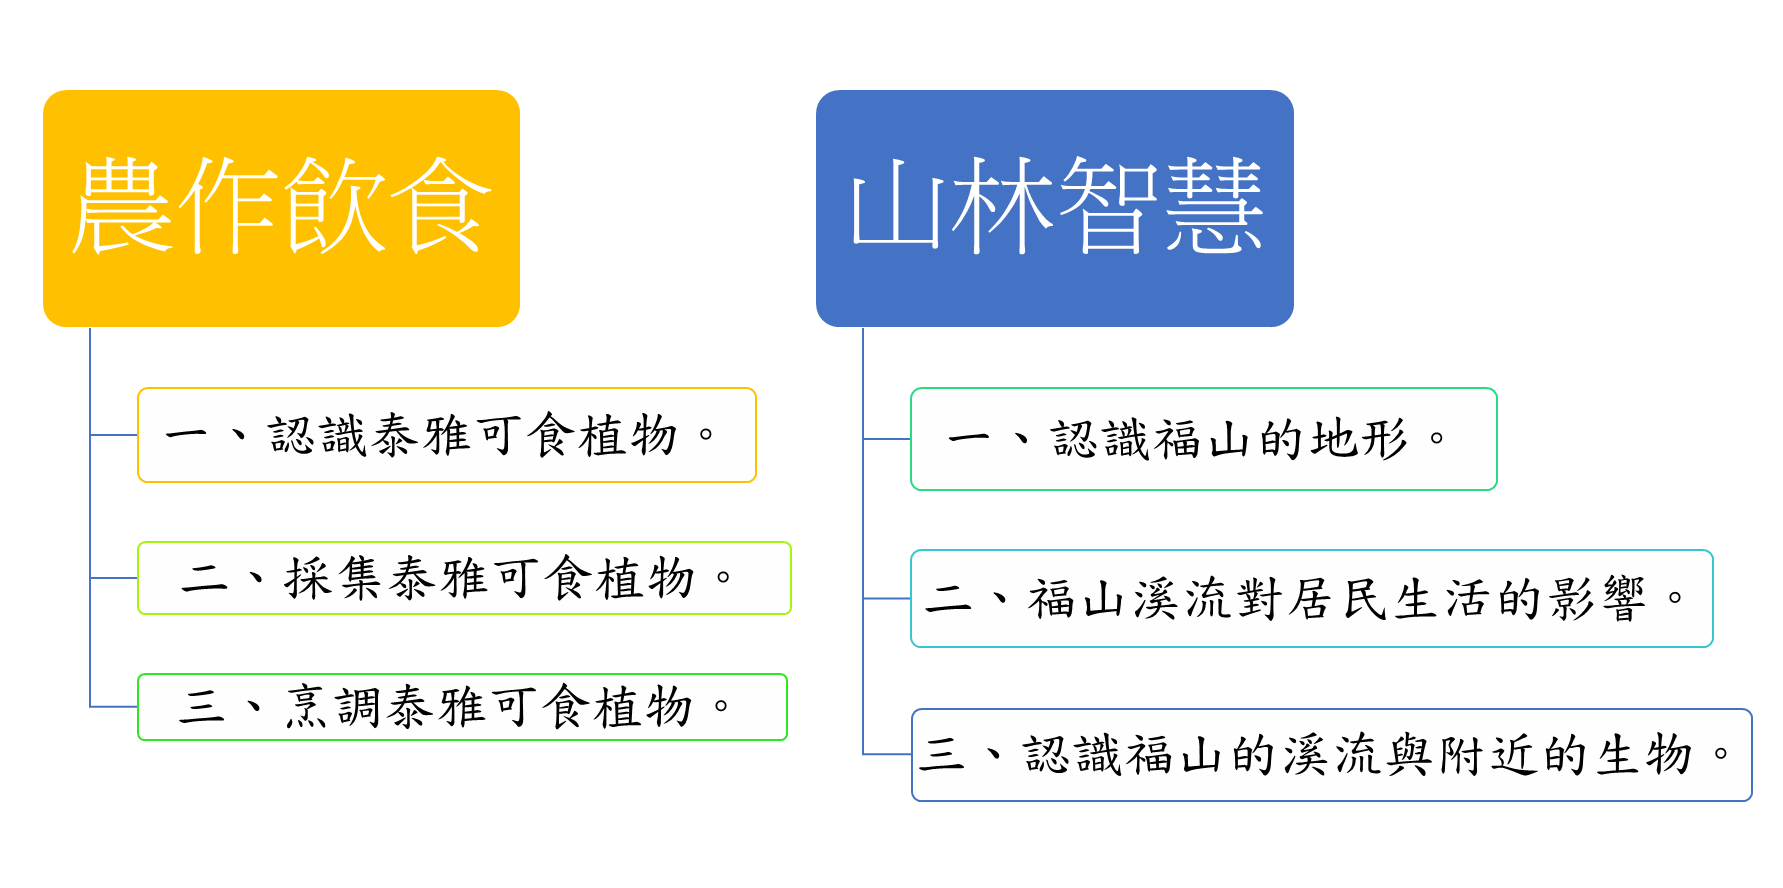 農作飲食
一、認識泰雅可食植物。
二、採集泰雅可食植物。
三、烹調泰雅可食植物。
山林智慧
一、認識福山的地形。
二、福山溪流對居民生活的影響。
三、認識福山的溪流與附近的生物。